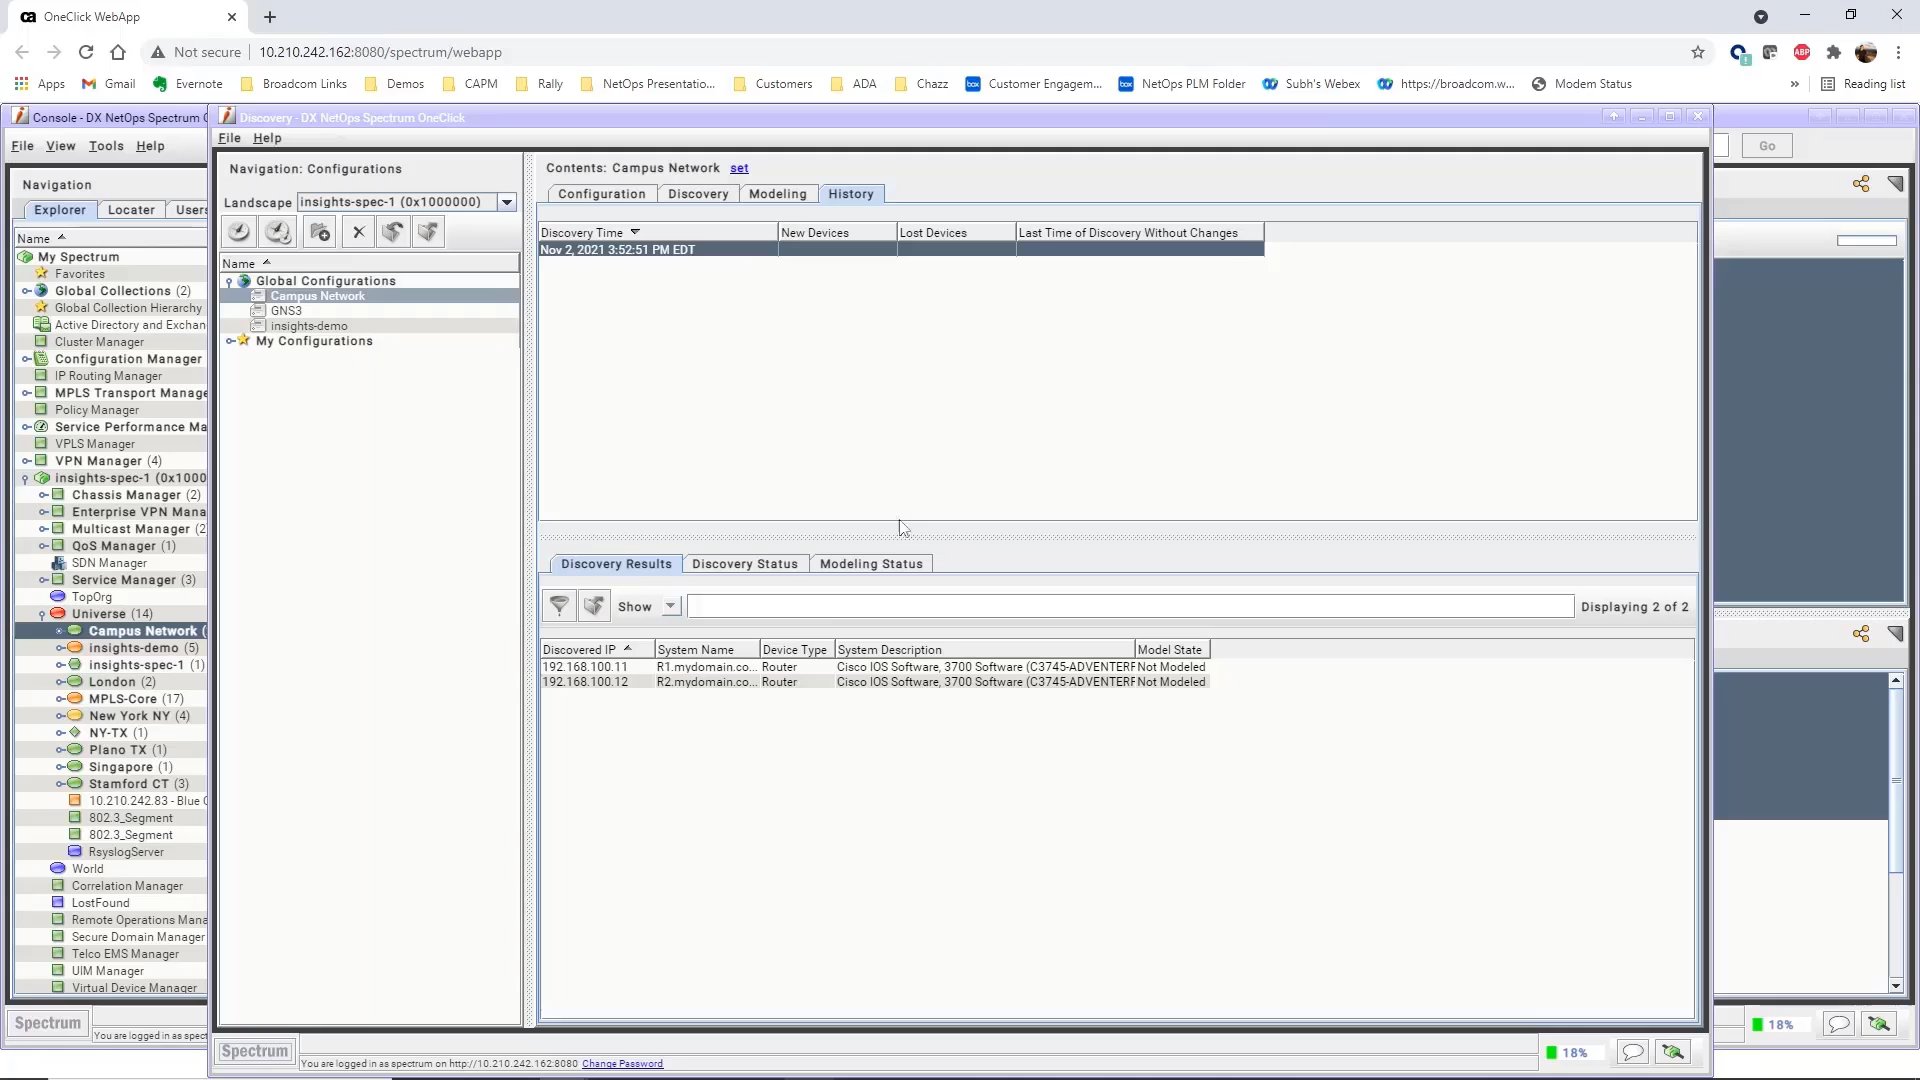 OneClick WebApp
Not secure
10.210.242.162:8080/spectrum/webapp
Apps
Gmail
Evernote
Broadcom Links
Demos
CAPM
Rally
NetOps Presentatio...
Customers
ADA
Chazz
Customer Engagem...
NetOps PLM Folder
Subh's Webex
https://broadcom.w...
Modem Status
»
Reading list
Console - DX NetOps Spectrum
File View Tools Help
Navigation
Explorer
Locater
Users
Name
My Spectrum
Favorites
Global Collections (2)
Global Collection Hierarchy
Active Directory and Exchan
Cluster Manager
Configuration Manager
IP Routing Manager
MPLS Transport Manage
Policy Manager
Service Performance Ma
VPLS Manager
VPN Manager (4)
insights-spec-1 (0x1000
Chassis Manager (2)
Enterprise VPN Mana
Multicast Manager (2
QoS Manager (1)
SDN Manager
Service Manager (3)
TopOrg
Universe (14)
Campus Network (
insights-demo (5)
insights-spec-1 (1)
London (2)
MPLS-Core (17)
New York NY (4)
NY-TX (1)
Plano TX (1)
Singapore (1)
Stamford CT (3)
10.210.242.83 - Blue
802.3_Segment
802.3_Segment
RsyslogServer
World
Correlation Manager
LostFound
Remote Operations Mana
Secure Domain Manager
Telco EMS Manager
UIM Manager
Virtual Device Manager
Spectrum
You are logged in as spect
Discovery - DX NetOps Spectrum OneClick
File Help
Navigation: Configurations
Landscape
insights-spec-1 (0x1000000)
Name
Global Configurations
Campus Network
GNS3
insights-demo
My Configurations
Contents: Campus Network set
Configuration
Discovery
Modeling
History
Discovery Time
New Devices
Lost Devices
Last Time of Discovery Without Changes
Nov 2, 2021 3:52:51 PM EDT
Discovery Results
Discovery Status
Modeling Status
Show
Displaying 2 of 2
Discovered IP
System Name
Device Type
System Description
Model State
192.168.100.11 R1.mydomain.co... Router Cisco IOS Software, 3700 Software (C3745-ADVENTERF Not Modeled
192.168.100.12 R2.mydomain.co... Router Cisco IOS Software, 3700 Software (C3745-ADVENTERF Not Modeled
Spectrum
You are logged in as spectrum on http://10.210.242.162:8080 Change Password
18%
Go
18%